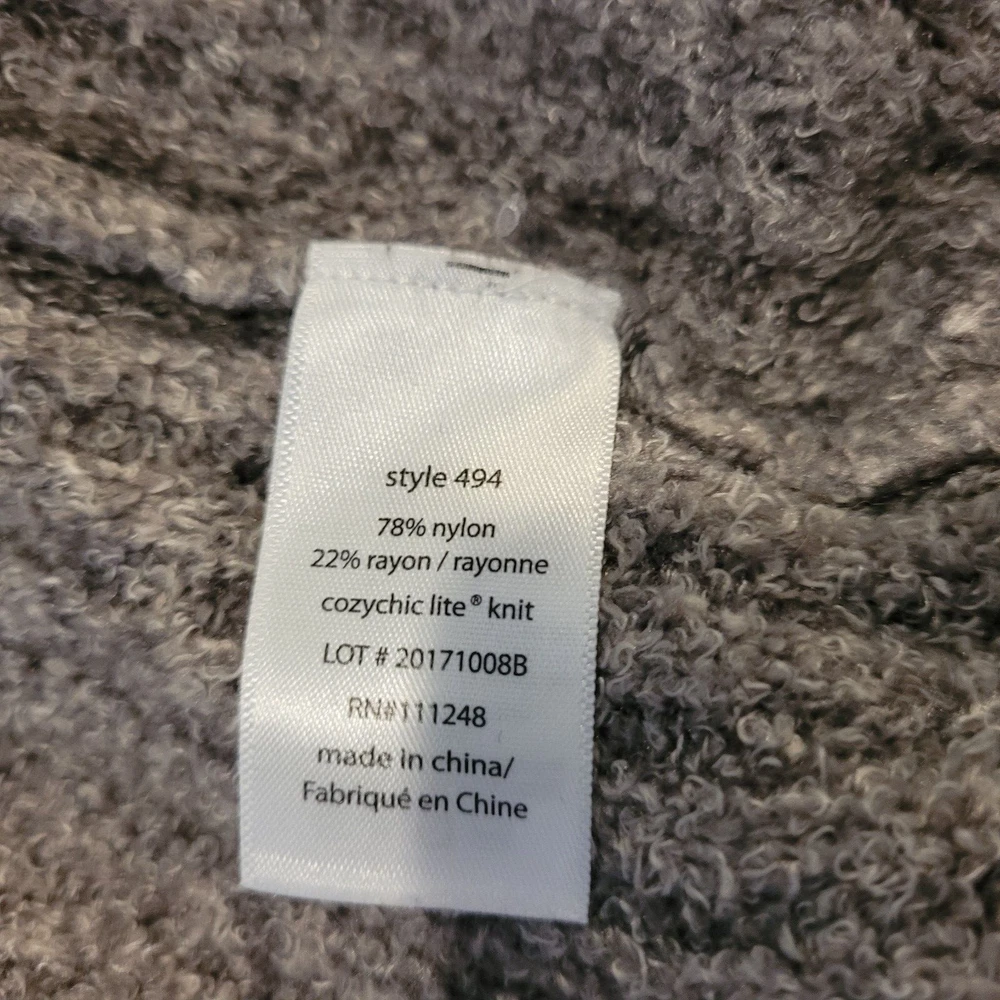 style 494
78% nylon
22% rayon / rayonne
cozychic lite® knit
LOT # 20171008B
RN#111248
made in china/
Fabriqué en Chine